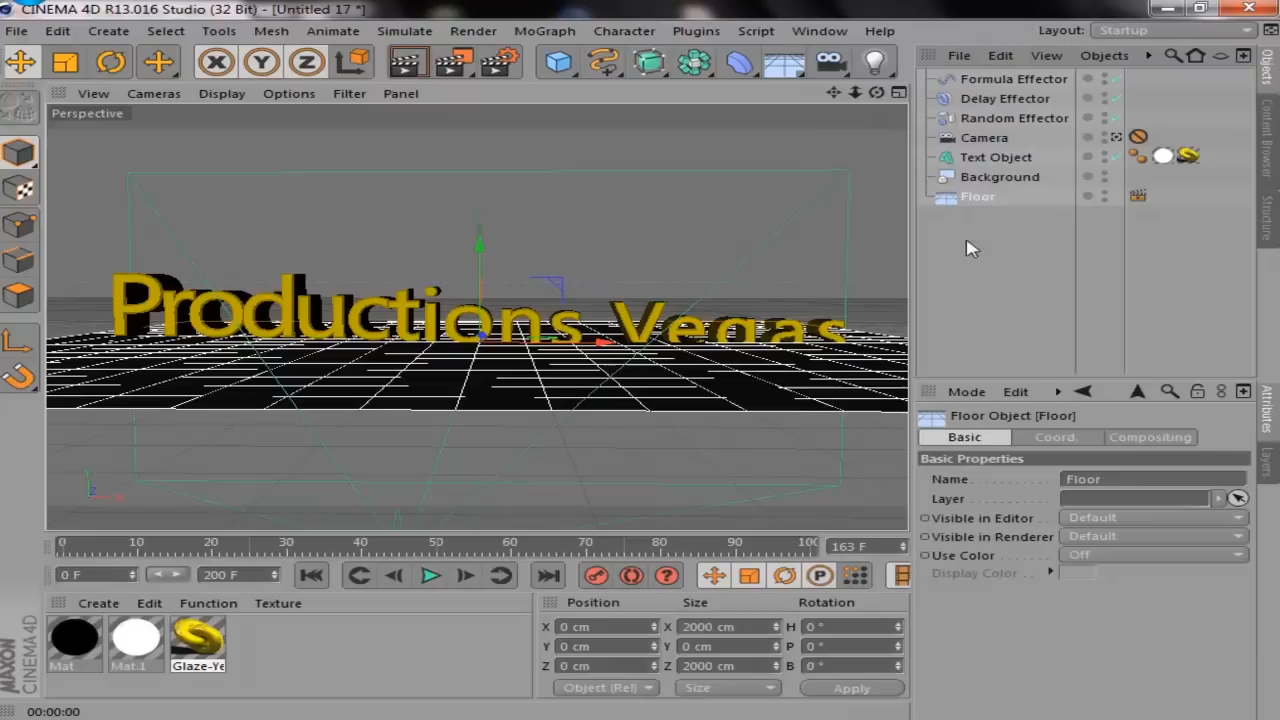 CINEMA 4D R13.016 Studio (32 Bit) - [Untitled 17 *]
File Edit Create Select Tools Mesh Animate Simulate Render MoGraph Character Plugins Script Window Help
Layout: Startup
X Y Z
File Edit View Objects
View Cameras Display Options Filter Panel
Perspective
Formula Effector
Delay Effector
Random Effector
Camera
Text Object
Background
Floor
Productions Vegas
Y
Z
X
Objects
Content Browser
Structure
Mode Edit
Floor Object [Floor]
Basic Coord. Compositing
Basic Properties
Name Floor
Layer
Visible in Editor Default
Visible in Renderer Default
Use Color Off
Display Color
Attributes
Layers
0 10 20 30 40 50 60 70 80 90 100
163 F
0 F
200 F
P
Create Edit Function Texture
Mat Mat.1 Glaze-Ye
Position Size Rotation
X 0 cm X 2000 cm H 0 °
Y 0 cm Y 0 cm P 0 °
Z 0 cm Z 2000 cm B 0 °
Object (Rel) Size Apply
MAXON
CINEMA 4D
00:00:00